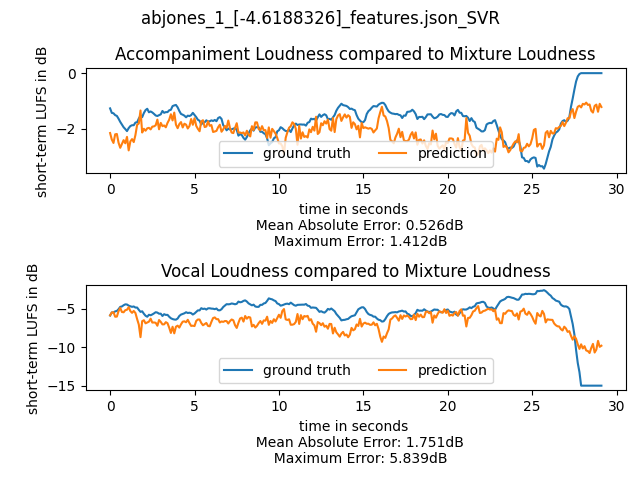 abjones_1_[-4.6188326]_features.json_SVR
Accompaniment Loudness compared to Mixture Loudness
short-term LUFS in dB
0
−2
ground truth
prediction
0 5 10 15 20 25 30
time in seconds
Mean Absolute Error: 0.526dB
Maximum Error: 1.412dB
Vocal Loudness compared to Mixture Loudness
short-term LUFS in dB
−5
−10
−15
ground truth
prediction
0 5 10 15 20 25 30
time in seconds
Mean Absolute Error: 1.751dB
Maximum Error: 5.839dB